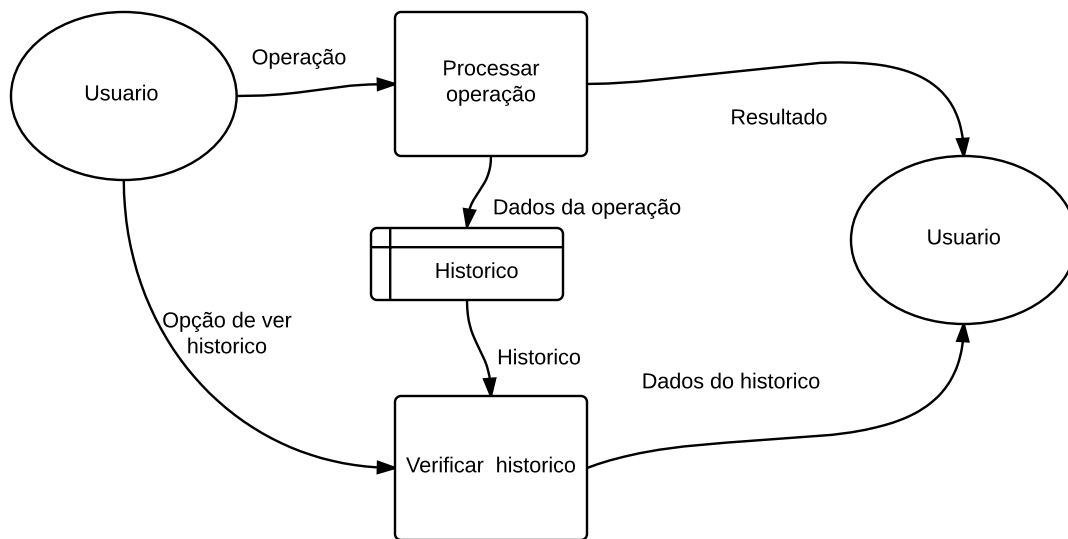 Operação
Usuario
Processar
operação
Resultado
Dados da operação
Usuario
Historico
Opção de ver
historico
Historico
Dados do historico
Verificar  historico